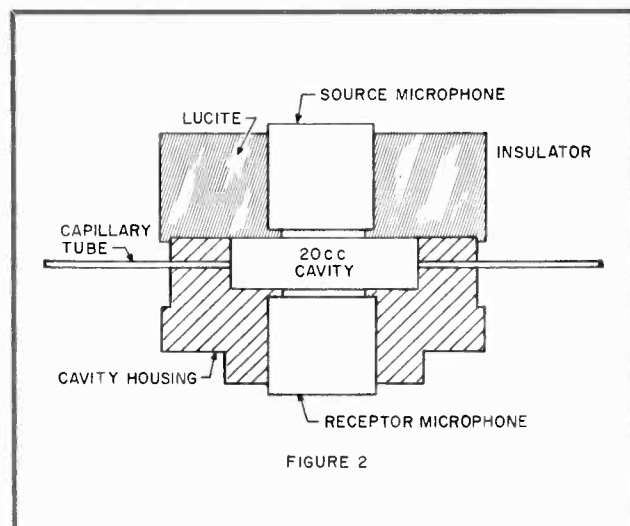 SOURCE MICROPHONE
LUCITE
INSULATOR
CAPILLARY
TUBE
20cc
CAVITY
CAVITY HOUSING
RECEPTOR MICROPHONE
FIGURE 2